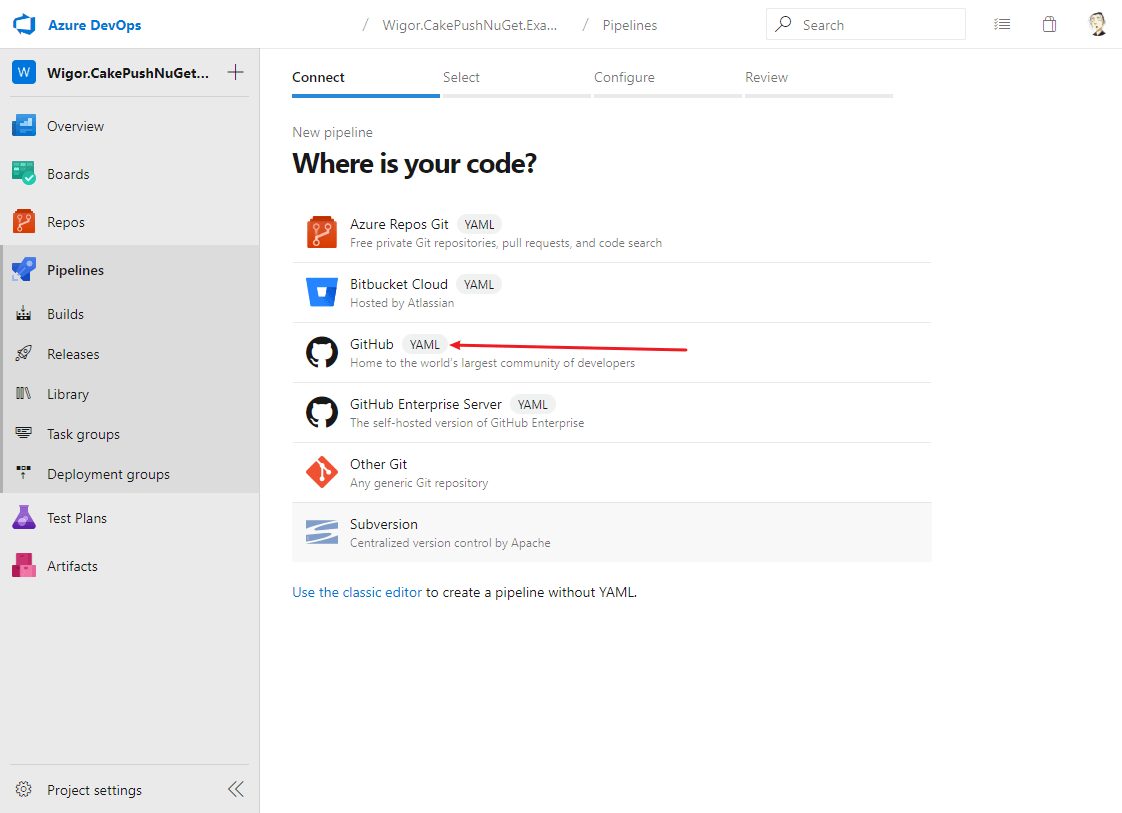 Azure DevOps / Wigor.CakePushNuGet.Exa... / Pipelines Search
W Wigor.CakePushNuGet...
Overview
Boards
Repos
Pipelines
Builds
Releases
Library
Task groups
Deployment groups
Test Plans
Artifacts
Project settings
Connect Select Configure Review
New pipeline
Where is your code?
Azure Repos Git YAML
Free private Git repositories, pull requests, and code search
Bitbucket Cloud YAML
Hosted by Atlassian
GitHub YAML
Home to the world's largest community of developers
GitHub Enterprise Server YAML
The self-hosted version of GitHub Enterprise
Other Git
Any generic Git repository
Subversion
Centralized version control by Apache
Use the classic editor to create a pipeline without YAML.